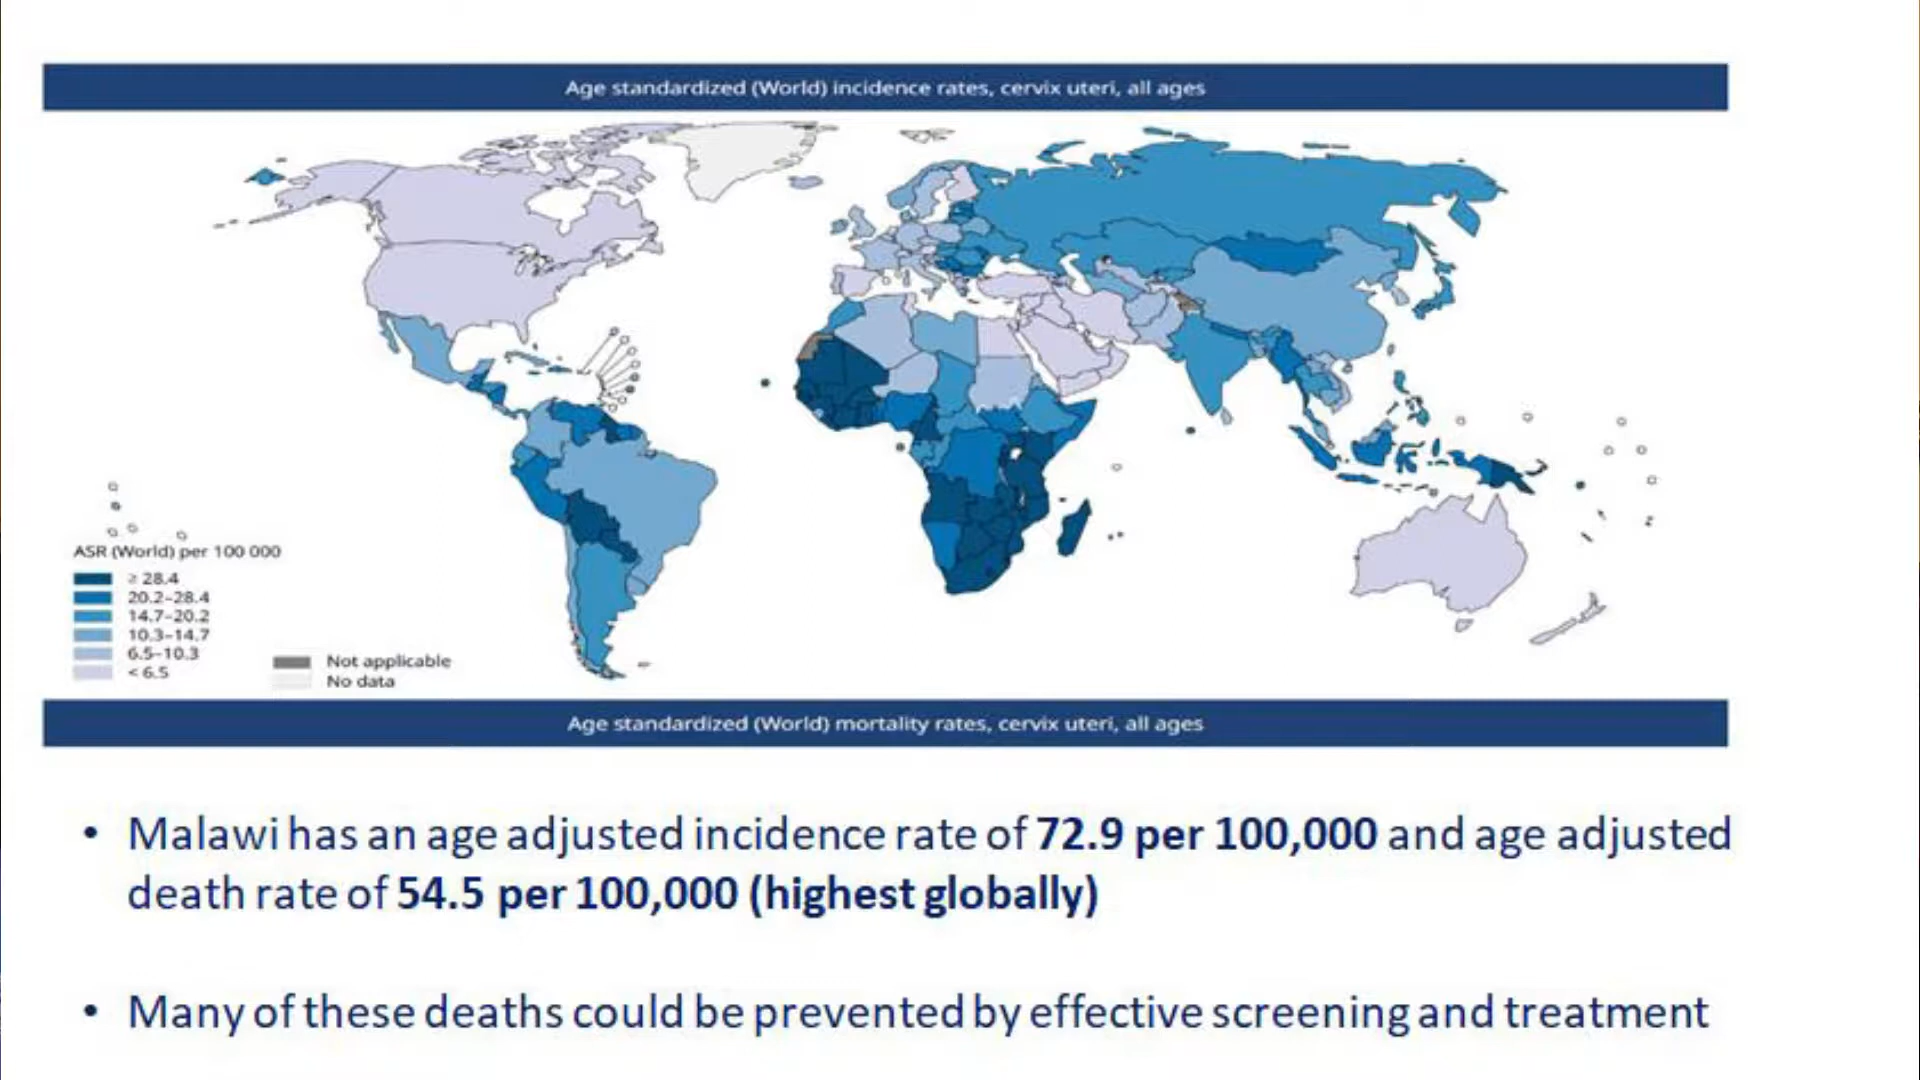 Age standardized (World) incidence rates, cervix uteri, all ages
ASR (World) per 100 000
≥ 28.4
20.2–28.4
14.7–20.2
10.3–14.7
6.5–10.3
< 6.5
Not applicable
No data
Age standardized (World) mortality rates, cervix uteri, all ages
• Malawi has an age adjusted incidence rate of 72.9 per 100,000 and age adjusted
death rate of 54.5 per 100,000 (highest globally)
• Many of these deaths could be prevented by effective screening and treatment